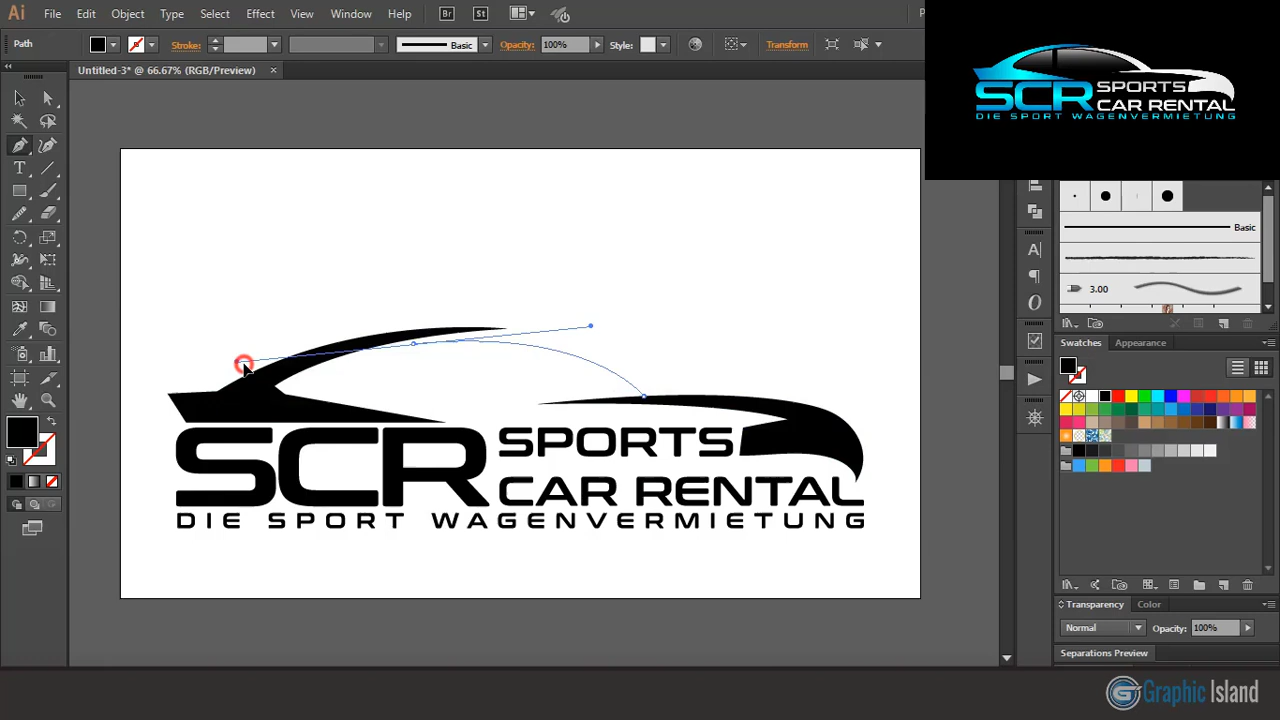 Ai File Edit Object Type Select Effect View Window Help Br St
Path Stroke: Basic Opacity: 100% Style: Transform
Untitled-3* @ 66.67% (RGB/Preview) ×
SCR SPORTS
CAR RENTAL
DIE SPORT WAGENVERMIETUNG
Basic
3.00
Swatches Appearance
SCR SPORTS
CAR RENTAL
DIE SPORT WAGENVERMIETUNG
Transparency Color
Normal Opacity: 100%
Separations Preview
G Graphic Island